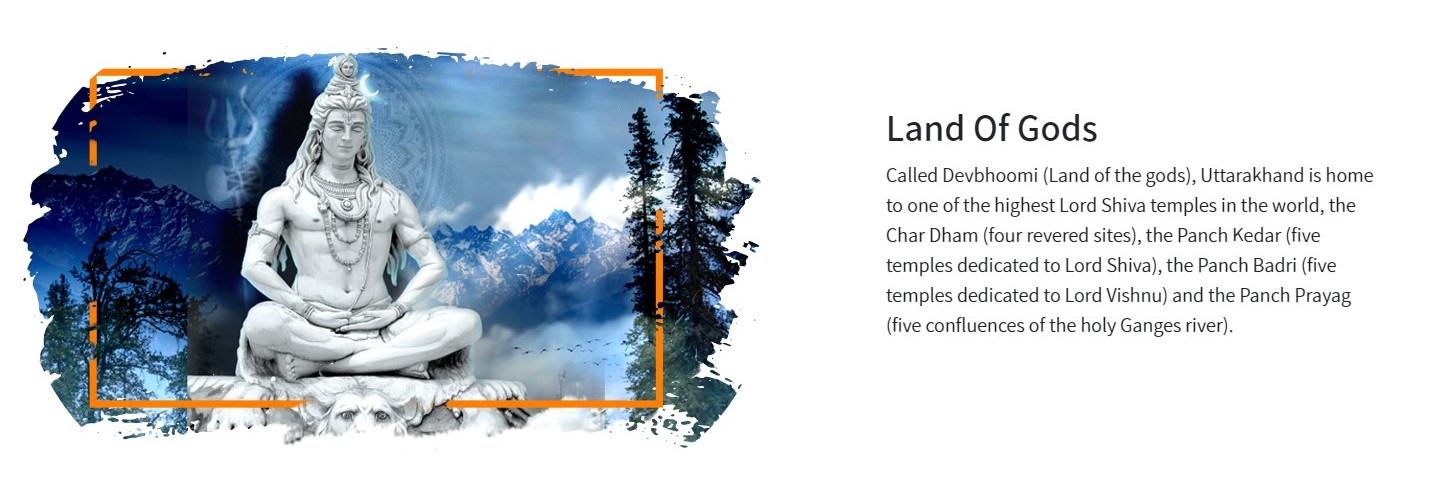 Land Of Gods
Called Devbhoomi (Land of the gods), Uttarakhand is home
to one of the highest Lord Shiva temples in the world, the
Char Dham (four revered sites), the Panch Kedar (five
temples dedicated to Lord Shiva), the Panch Badri (five
temples dedicated to Lord Vishnu) and the Panch Prayag
(five confluences of the holy Ganges river).